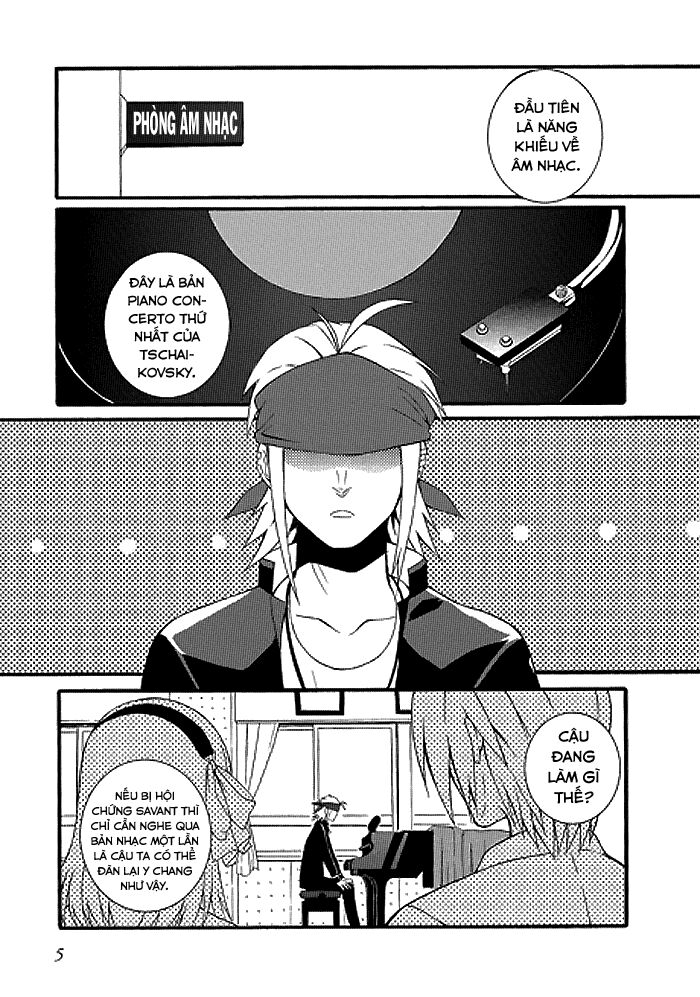 PHÒNG ÂM NHẠC
ĐẦU TIÊN
LÀ NĂNG
KHIẾU VỀ
ÂM NHẠC.
ĐÂY LÀ BẢN
PIANO CON-
CERTO THỨ
NHẤT CỦA
TSCHAI-
KOVSKY.
CẬU
ĐANG
LÀM GÌ
THẾ?
NẾU BỊ HỘI
CHỨNG SAVANT THÌ
CHỈ CẦN NGHE QUA
BẢN NHẠC MỘT LẦN
LÀ CẬU TA CÓ THỂ
ĐÀN LẠI Y CHANG
NHƯ VẬY.
5